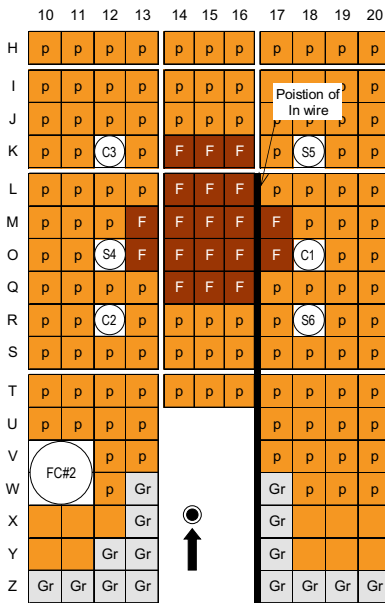 10 11 12 13 14 15 16 17 18 19 20
H p p p p p p p p p p p
I p p p p p p p p p
Poistion of
In wire
J p p p p p p p p p
K p p C3 p F F F p S5 p p
L p p p p F F F p p p p
M p p p F F F F F p p p
O p p S4 F F F F F C1 p p
Q p p p p F F F p p p p
R p p C2 p p p p p S6 p p
S p p p p p p p p p p p
T p p p p p p p p p p p
U p p p p p p p p
V p p p p p p
FC#2
W p Gr Gr p p p
X Gr Gr
Y Gr Gr Gr
Z Gr Gr Gr Gr Gr Gr Gr Gr